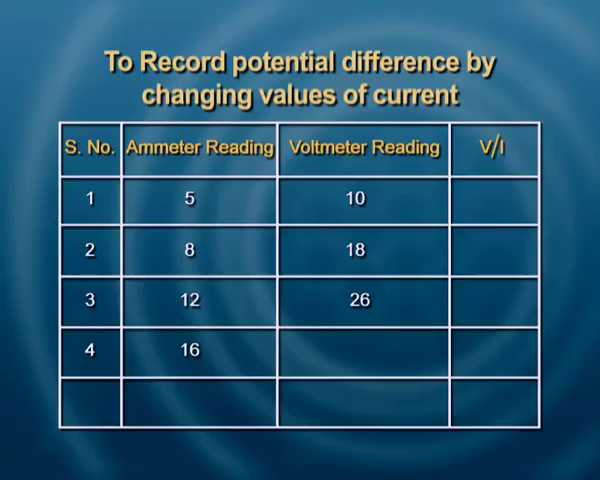 To Record potential difference by
changing values of current
S. No. Ammeter Reading Voltmeter Reading V/I
1 5 10
2 8 18
3 12 26
4 16